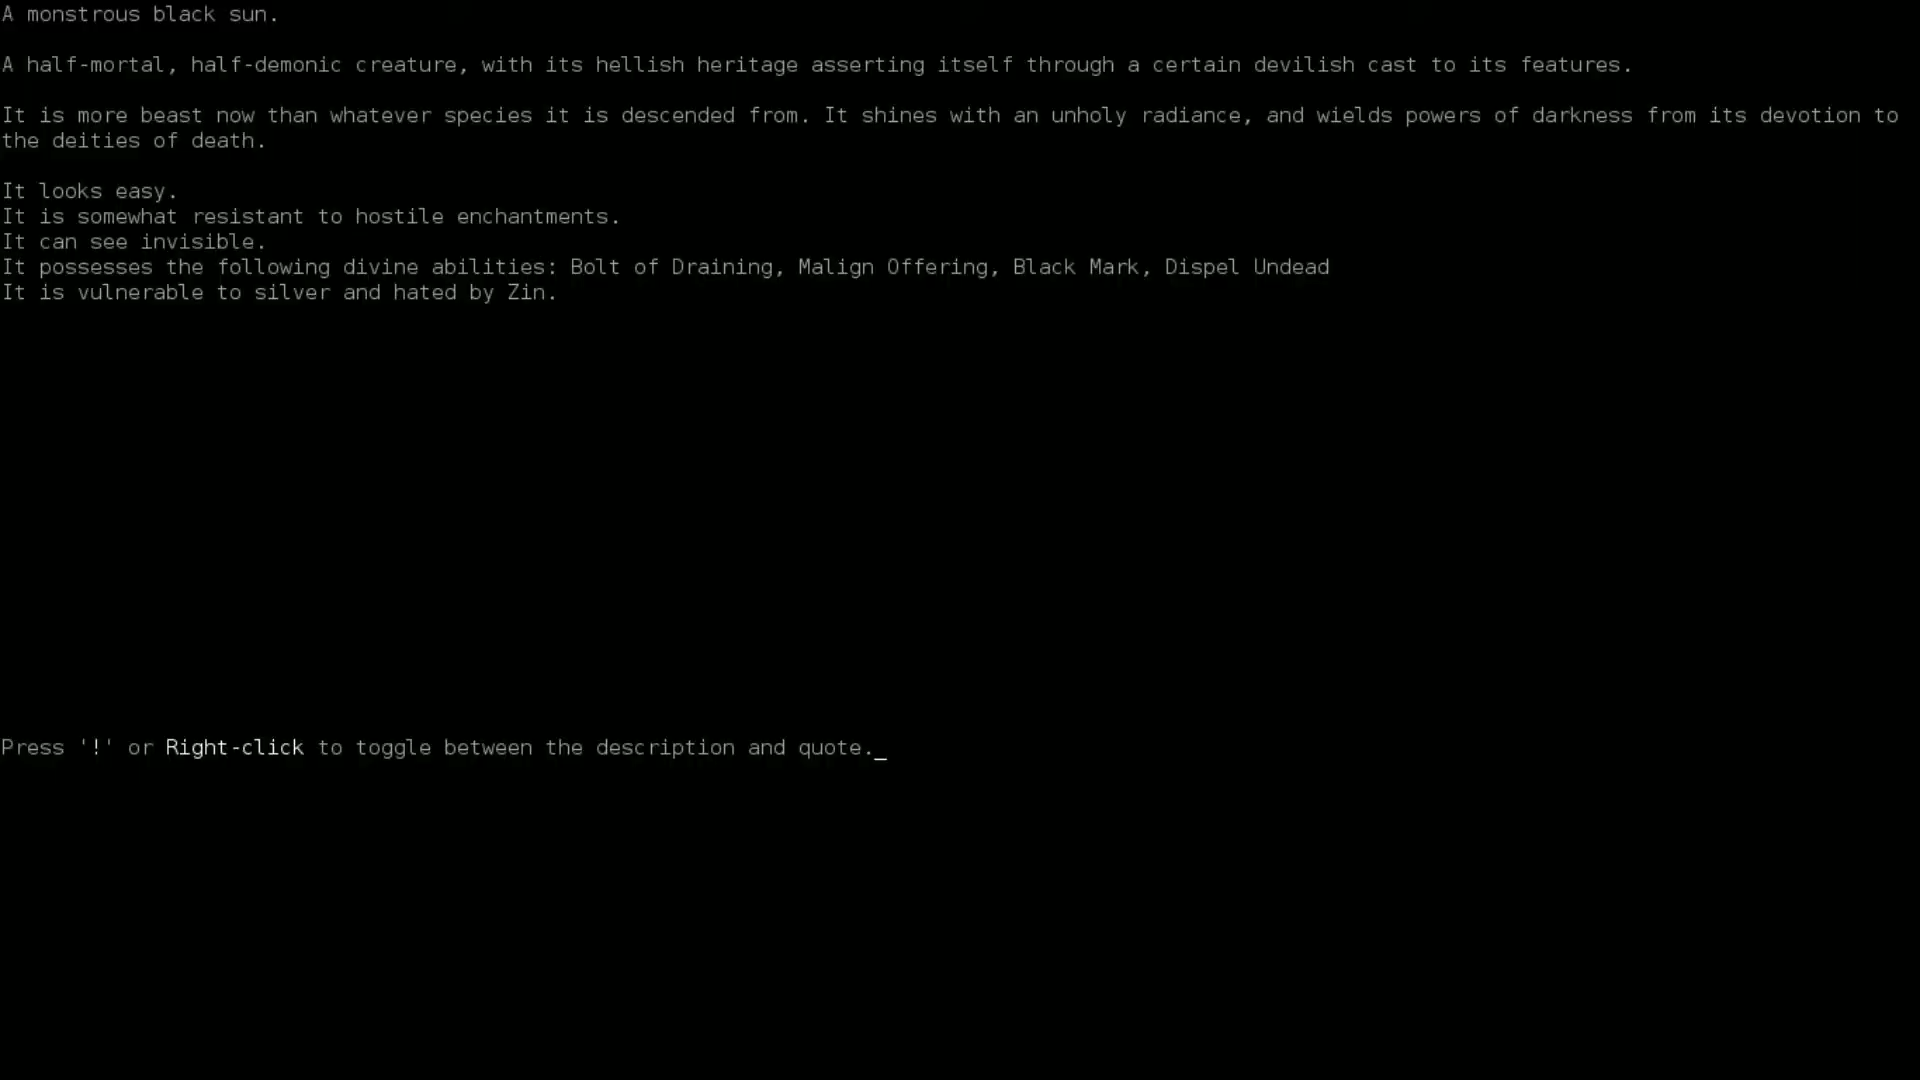 A monstrous black sun.
A half-mortal, half-demonic creature, with its hellish heritage asserting itself through a certain devilish cast to its features.
It is more beast now than whatever species it is descended from. It shines with an unholy radiance, and wields powers of darkness from its devotion to
the deities of death.
It looks easy.
It is somewhat resistant to hostile enchantments.
It can see invisible.
It possesses the following divine abilities: Bolt of Draining, Malign Offering, Black Mark, Dispel Undead
It is vulnerable to silver and hated by Zin.
Press '!' or Right-click to toggle between the description and quote._